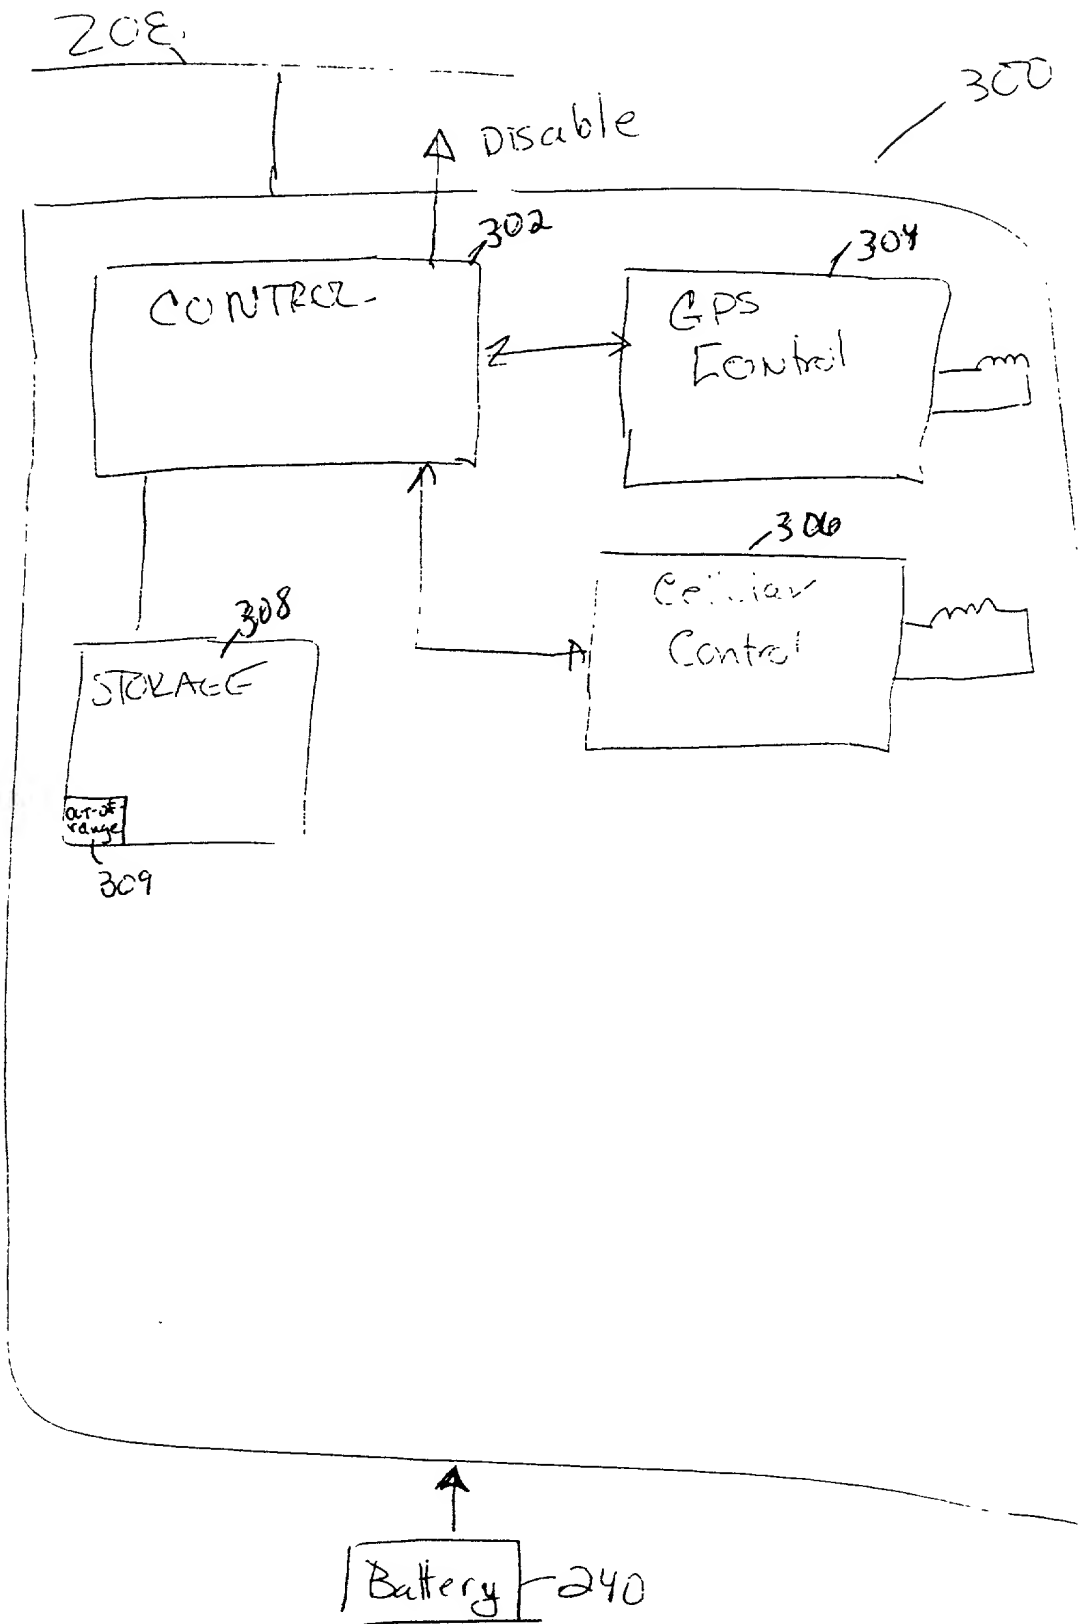 208
300
Disable
302
CONTROL
304
GPS
Control
306
Cellular
Control
308
STORAGE
out-of-
range
309
Battery
240